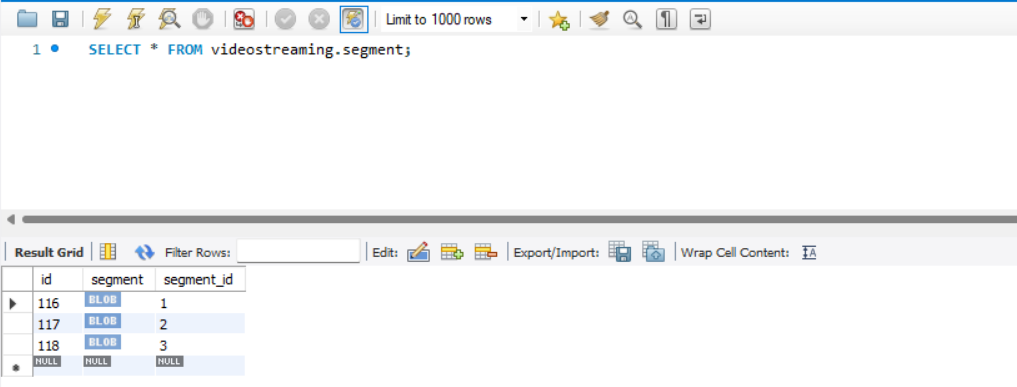 Limit to 1000 rows
1 SELECT * FROM videostreaming.segment;
Result Grid Filter Rows: Edit: Export/Import: Wrap Cell Content: A
id segment segment_id
116 BLOB 1
117 BLOB 2
118 BLOB 3
NULL NULL NULL